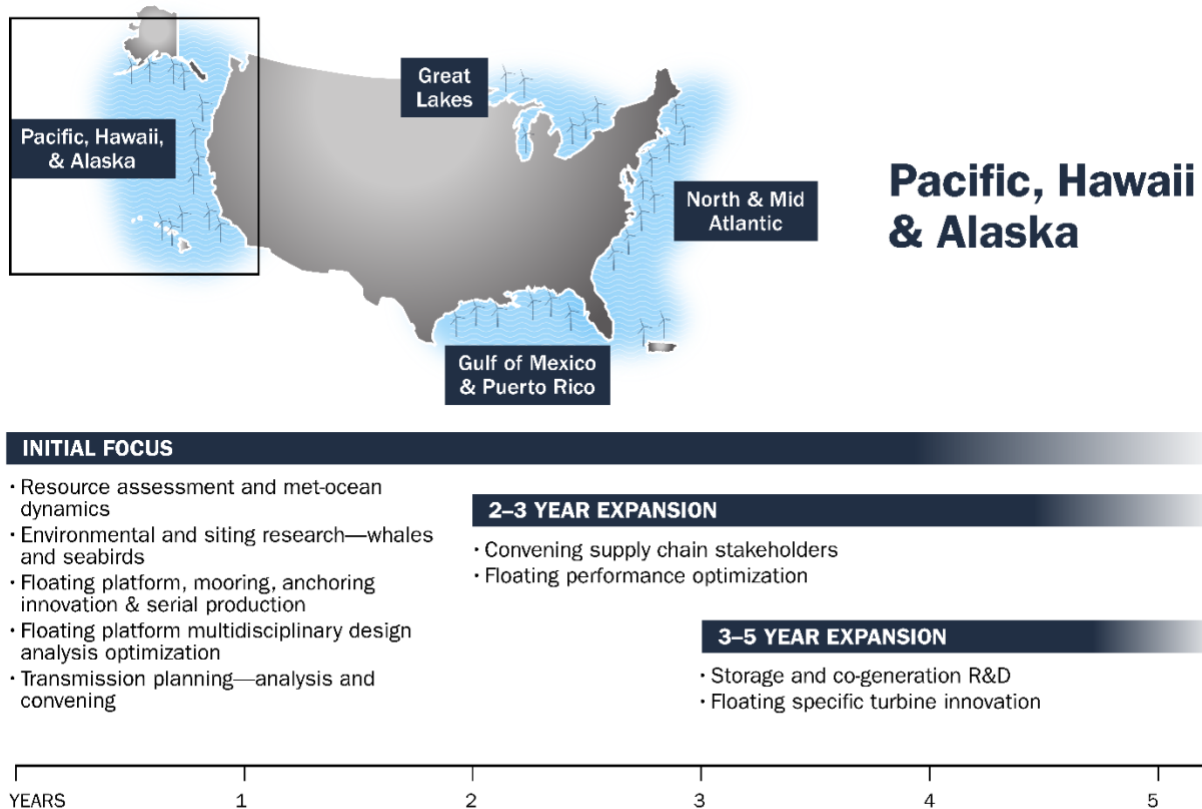 Great
Lakes
Pacific, Hawaii,
& Alaska
North & Mid
Atlantic
Gulf of Mexico
& Puerto Rico
Pacific, Hawaii
& Alaska
INITIAL FOCUS
· Resource assessment and met-ocean
dynamics
· Environmental and siting research—whales
and seabirds
· Floating platform, mooring, anchoring
innovation & serial production
· Floating platform multidisciplinary design
analysis optimization
· Transmission planning—analysis and
convening
2–3 YEAR EXPANSION
· Convening supply chain stakeholders
· Floating performance optimization
3–5 YEAR EXPANSION
· Storage and co-generation R&D
· Floating specific turbine innovation
YEARS 1 2 3 4 5